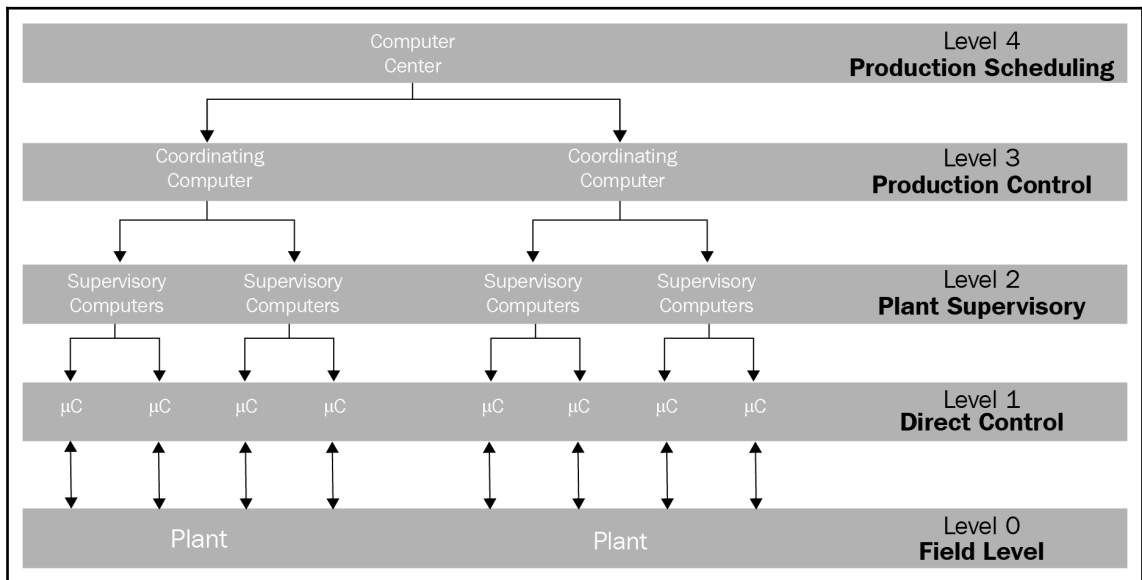 Computer
Center
Level 4
Production Scheduling
Coordinating
Computer
Coordinating
Computer
Level 3
Production Control
Supervisory
Computers
Supervisory
Computers
Supervisory
Computers
Supervisory
Computers
Level 2
Plant Supervisory
μC
μC
μC
μC
μC
μC
μC
μC
Level 1
Direct Control
Plant
Plant
Level 0
Field Level